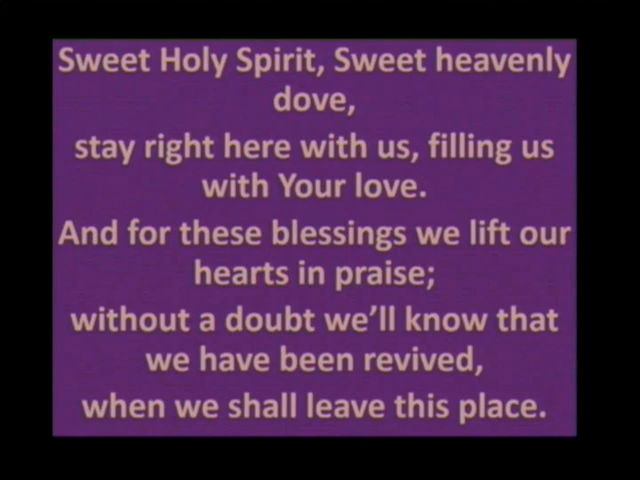 Sweet Holy Spirit, Sweet heavenly
dove,
stay right here with us, filling us
with Your love.
And for these blessings we lift our
hearts in praise;
without a doubt we’ll know that
we have been revived,
when we shall leave this place.